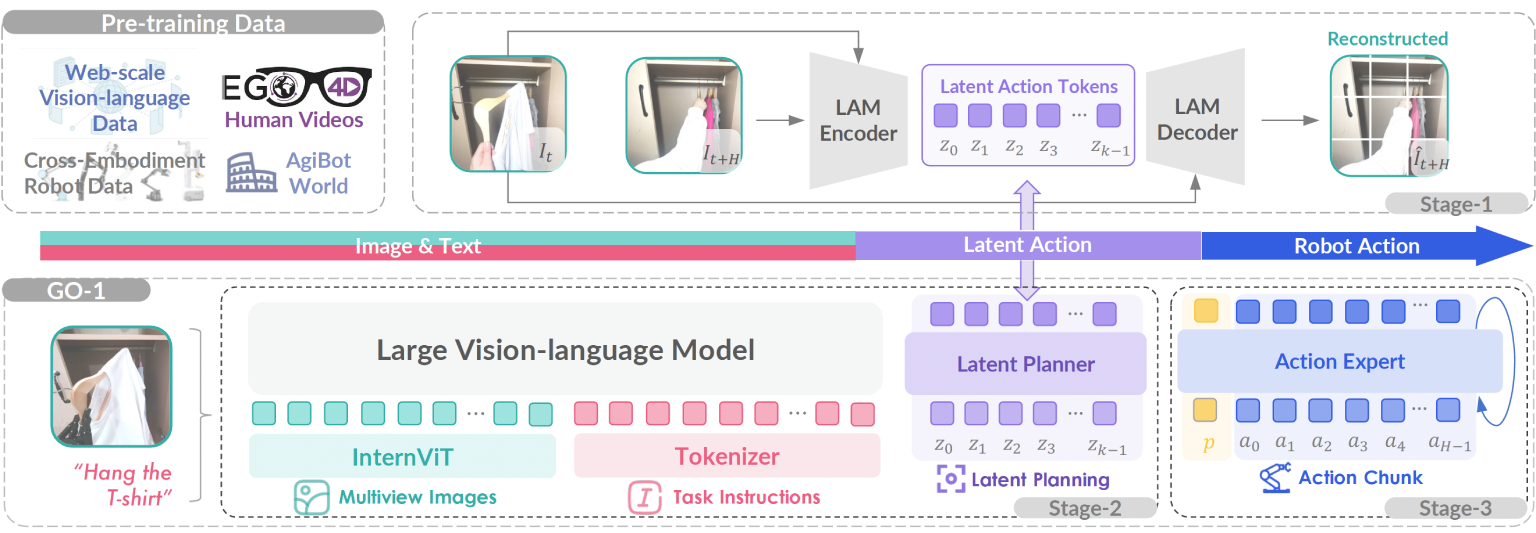 Pre-training Data
Web-scale
Vision-language
Data
EGO 4D
Human Videos
Cross-Embodiment
Robot Data
AgiBot
World
I_t
I_{t+H}
LAM
Encoder
Latent Action Tokens
z_0 z_1 z_2 z_3 ... z_{k-1}
LAM
Decoder
Reconstructed
Î_{t+H}
Stage-1
Image & Text
Latent Action
Robot Action
GO-1
"Hang the
T-shirt"
Large Vision-language Model
...
...
InternViT
Tokenizer
Multiview Images
Task Instructions
...
Latent Planner
...
z_0 z_1 z_2 z_3 z_{k-1}
Latent Planning
Stage-2
...
Action Expert
...
p a_0 a_1 a_2 a_3 a_4 a_{H-1}
Action Chunk
Stage-3